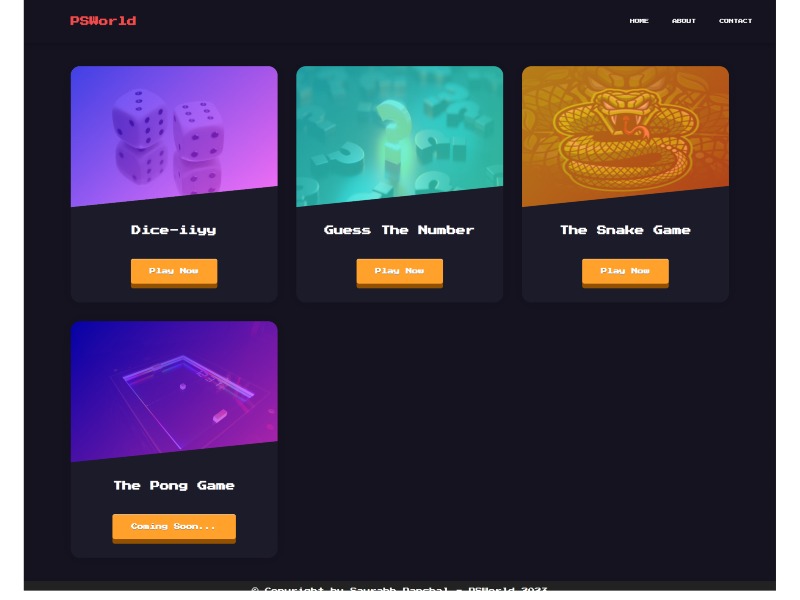 PSWorld
HOME ABOUT CONTACT
Dice-iiyy
Play Now
Guess The Number
Play Now
The Snake Game
Play Now
The Pong Game
Coming Soon...
© Copyright by Saurabh Panchal - PSWorld 2023